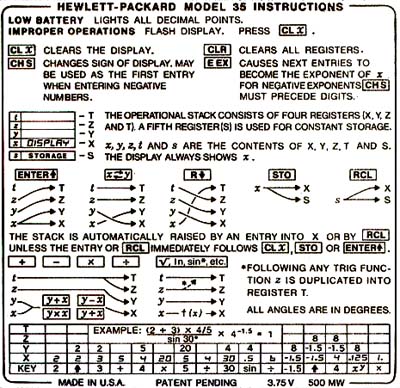 HEWLETT-PACKARD MODEL 35 INSTRUCTIONS
LOW BATTERY LIGHTS ALL DECIMAL POINTS.
IMPROPER OPERATIONS FLASH DISPLAY. PRESS CLX .
CLX CLEARS THE DISPLAY.
CHS CHANGES SIGN OF DISPLAY. MAY
BE USED AS THE FIRST ENTRY
WHEN ENTERING NEGATIVE
NUMBERS.
CLR CLEARS ALL REGISTERS.
EEX CAUSES NEXT ENTRIES TO
BECOME THE EXPONENT OF x
FOR NEGATIVE EXPONENTS CHS
MUST PRECEDE DIGITS.
t - T
z - Z
y - Y
x DISPLAY - X
s STORAGE - S
THE OPERATIONAL STACK CONSISTS OF FOUR REGISTERS (X, Y, Z
AND T). A FIFTH REGISTER (S) IS USED FOR CONSTANT STORAGE.
x, y, z, t AND s ARE THE CONTENTS OF X, Y, Z, T AND S.
THE DISPLAY ALWAYS SHOWS x .
ENTER↑ x⇄y R↓ STO RCL
t T t T t T
z Z z Z z Z
y Y y Y y Y x X X
x X x X x X s S s S
THE STACK IS AUTOMATICALLY RAISED BY AN ENTRY INTO X OR BY RCL
UNLESS THE ENTRY OR RCL IMMEDIATELY FOLLOWS CLX, STO OR ENTER↑.
+ - × ÷
√, ln, sin*, etc.
t T t T
z Z z Z
y y+x y-x Y y Y
x y×x y÷x X x f(x) X
*FOLLOWING ANY TRIG FUNC-
TION z IS DUPLICATED INTO
REGISTER T.
ALL ANGLES ARE IN DEGREES.
T EXAMPLE: (2 + 3) × 4/5 × 4^-1.5 = 1
Z sin 30° 8 8
Y 2 2 5 20 4 4 8 -1.5 -1.5 8
X 2 2 3 5 4 20 5 4 30 .5 8 -1.5 -1.5 4 .125 1.
KEY 2 ↑ 3 + 4 × 5 ÷ 30 sin ÷ -1.5 ↑ 4 x^y ×
MADE IN U.S.A. PATENT PENDING 3.75 V 500 MW